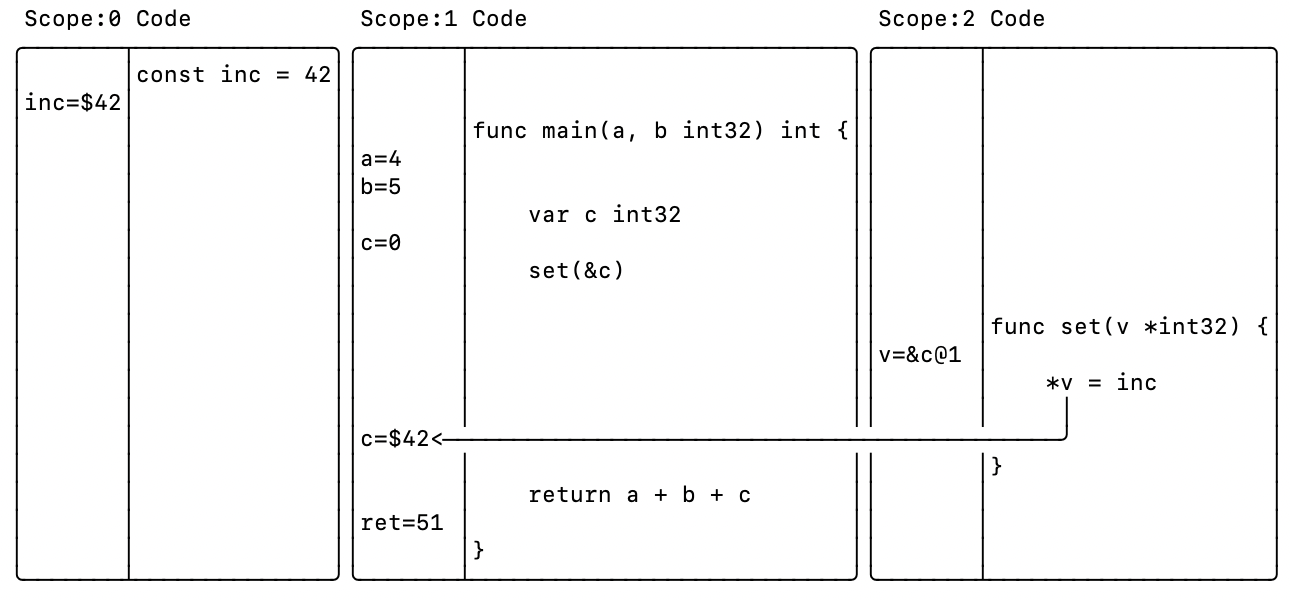 Scope:0 Code
const inc = 42
inc=$42
Scope:1 Code
func main(a, b int32) int {
a=4
b=5
var c int32
c=0
set(&c)
c=$42<
return a + b + c
ret=51
}
Scope:2 Code
func set(v *int32) {
v=&c@1
*v = inc
}